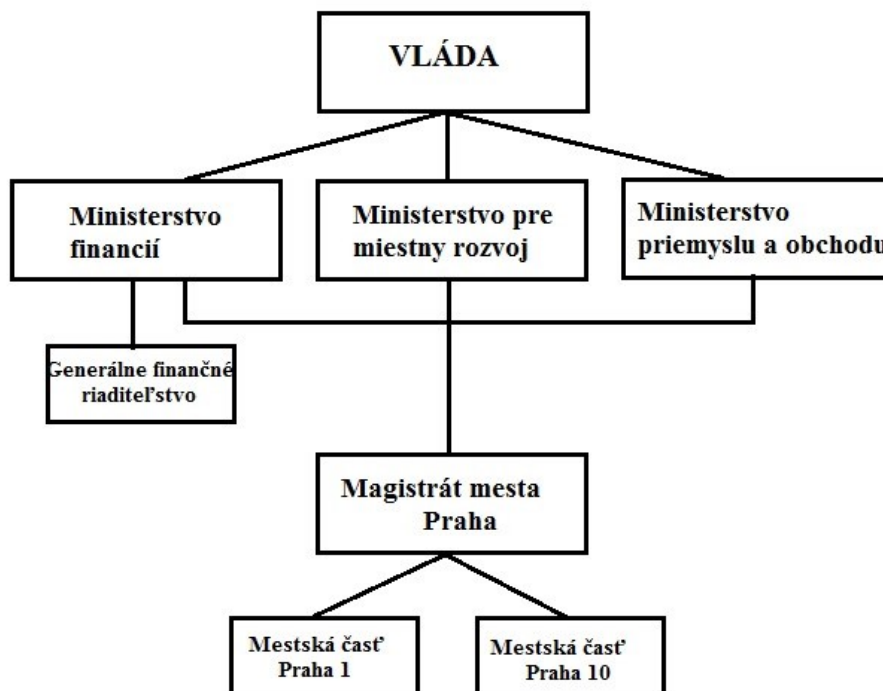 VLÁDA
Ministerstvo
financií
Ministerstvo pre
miestny rozvoj
Ministerstvo
priemyslu a obchodu
Generálne finančné
riaditeľstvo
Magistrát mesta
Praha
Mestská časť
Praha 1
Mestská časť
Praha 10